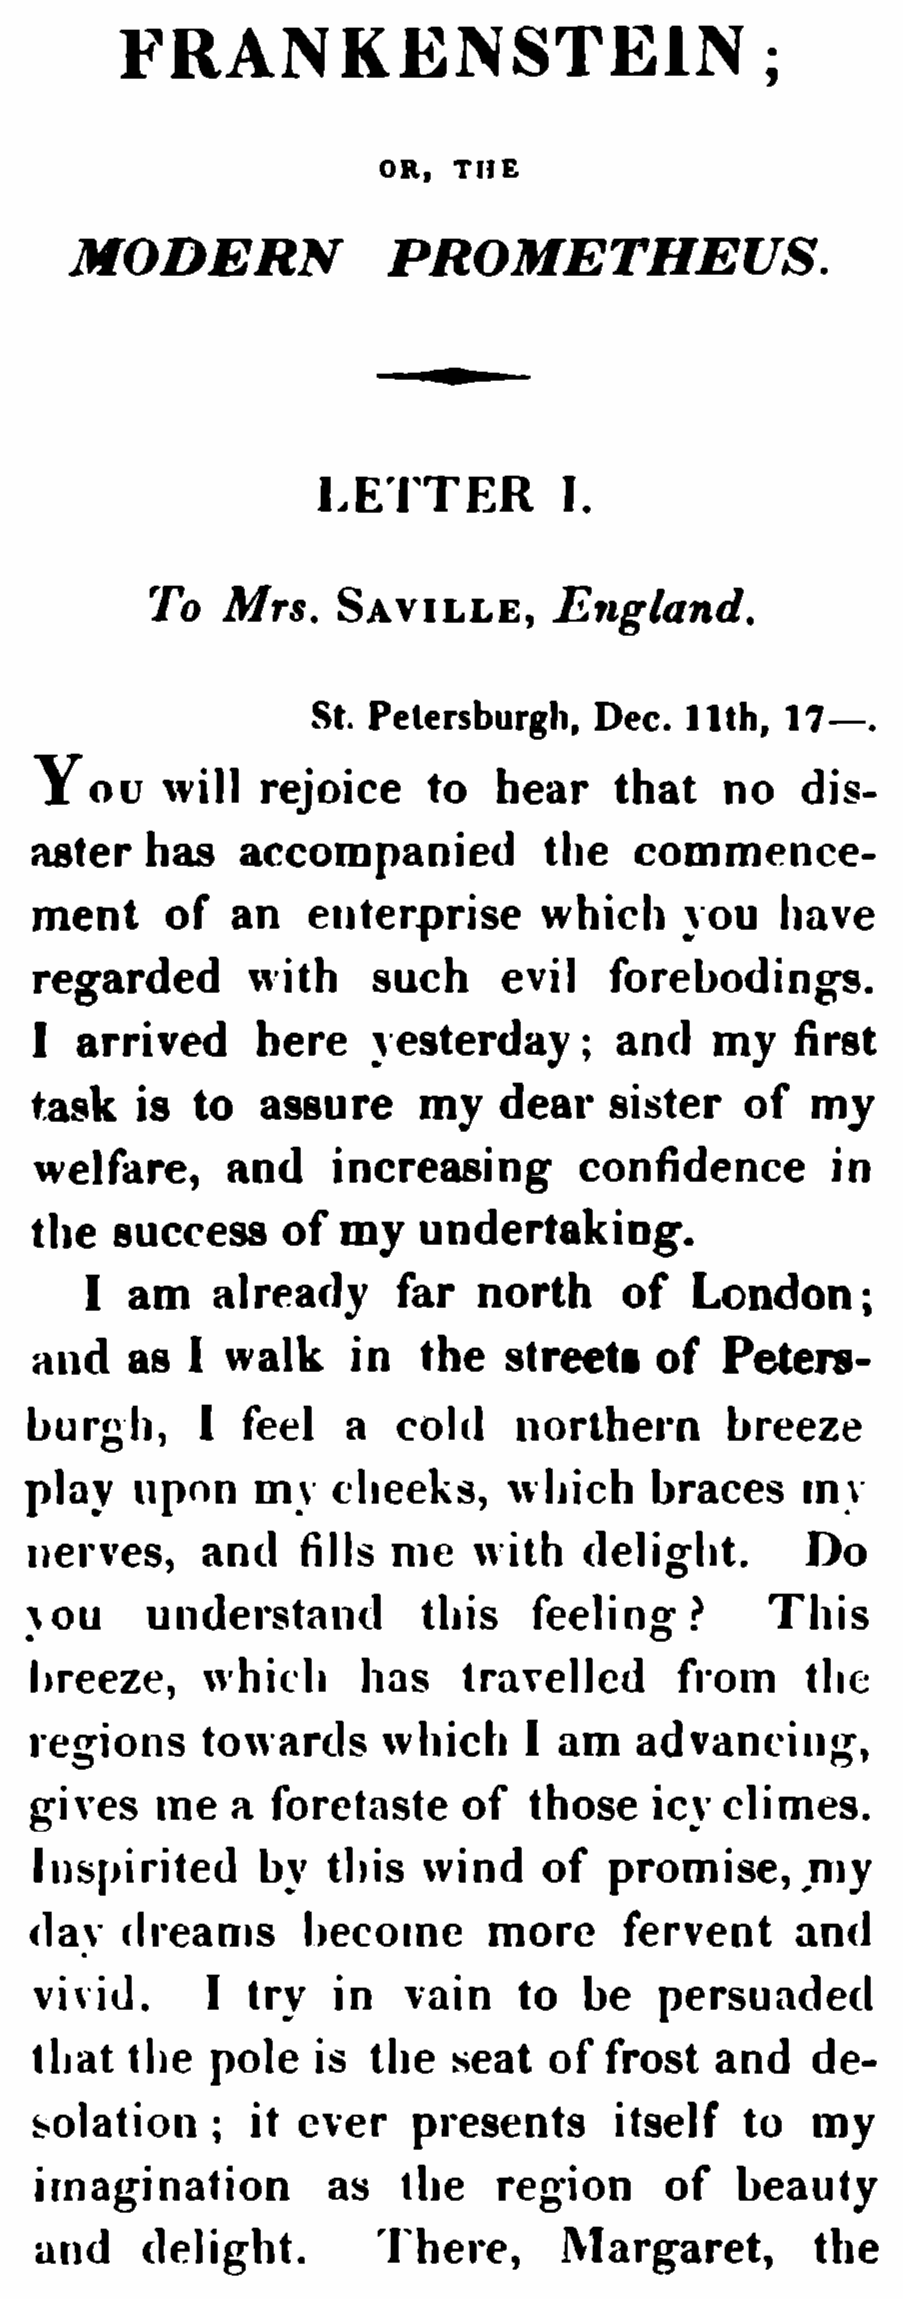 FRANKENSTEIN;
OR, THE
MODERN PROMETHEUS.
LETTER I.
To Mrs. SAVILLE, England.
St. Petersburgh, Dec. 11th, 17—.
You will rejoice to hear that no dis-
aster has accompanied the commence-
ment of an enterprise which you have
regarded with such evil forebodings.
I arrived here yesterday; and my first
task is to assure my dear sister of my
welfare, and increasing confidence in
the success of my undertaking.
I am already far north of London;
and as I walk in the streets of Peters-
burgh, I feel a cold northern breeze
play upon my cheeks, which braces my
nerves, and fills me with delight. Do
you understand this feeling? This
breeze, which has travelled from the
regions towards which I am advancing,
gives me a foretaste of those icy climes.
Inspirited by this wind of promise, my
day dreams become more fervent and
vivid. I try in vain to be persuaded
that the pole is the seat of frost and de-
solation; it ever presents itself to my
imagination as the region of beauty
and delight. There, Margaret, the